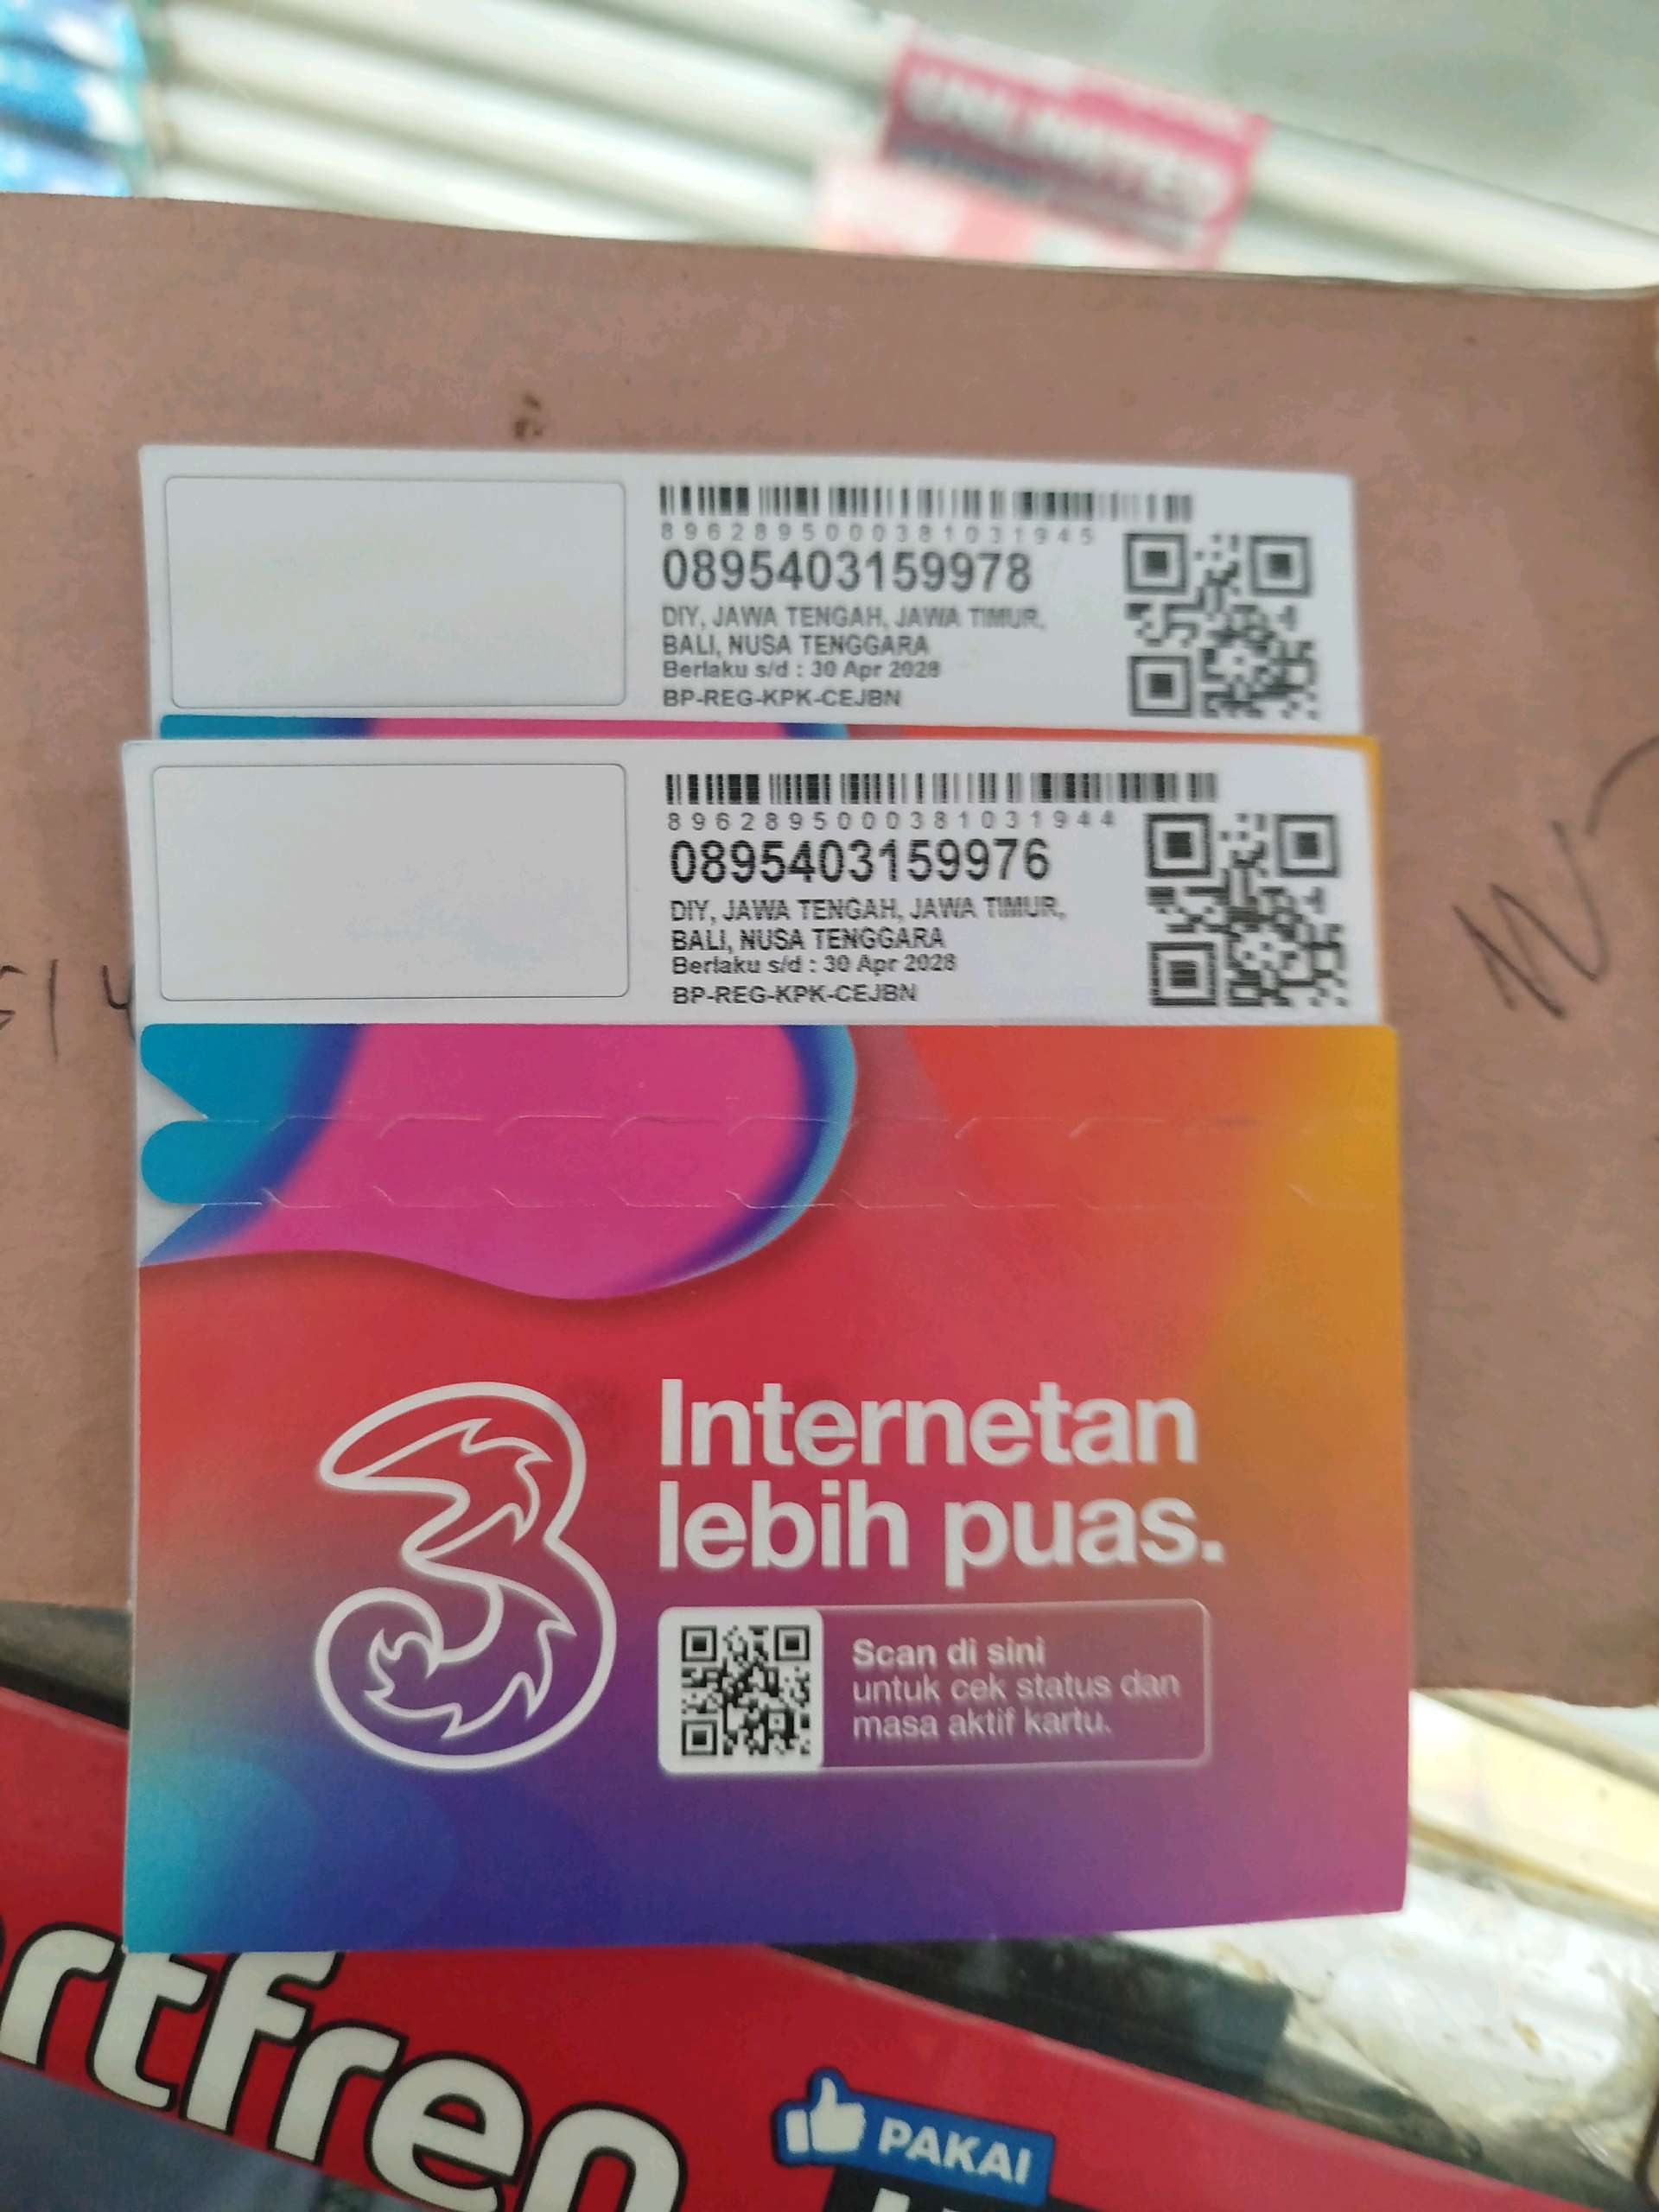 UNLIMITED
8962895000381031945
0895403159978
DIY, JAWA TENGAH, JAWA TIMUR,
BALI, NUSA TENGGARA
Berlaku s/d : 30 Apr 2028
BP-REG-KPK-CEJBN
8962895000381031944
0895403159976
DIY, JAWA TENGAH, JAWA TIMUR,
BALI, NUSA TENGGARA
Berlaku s/d : 30 Apr 2028
BP-REG-KPK-CEJBN
3
Internetan
lebih puas.
Scan di sini
untuk cek status dan
masa aktif kartu.
rtfren
PAKAI